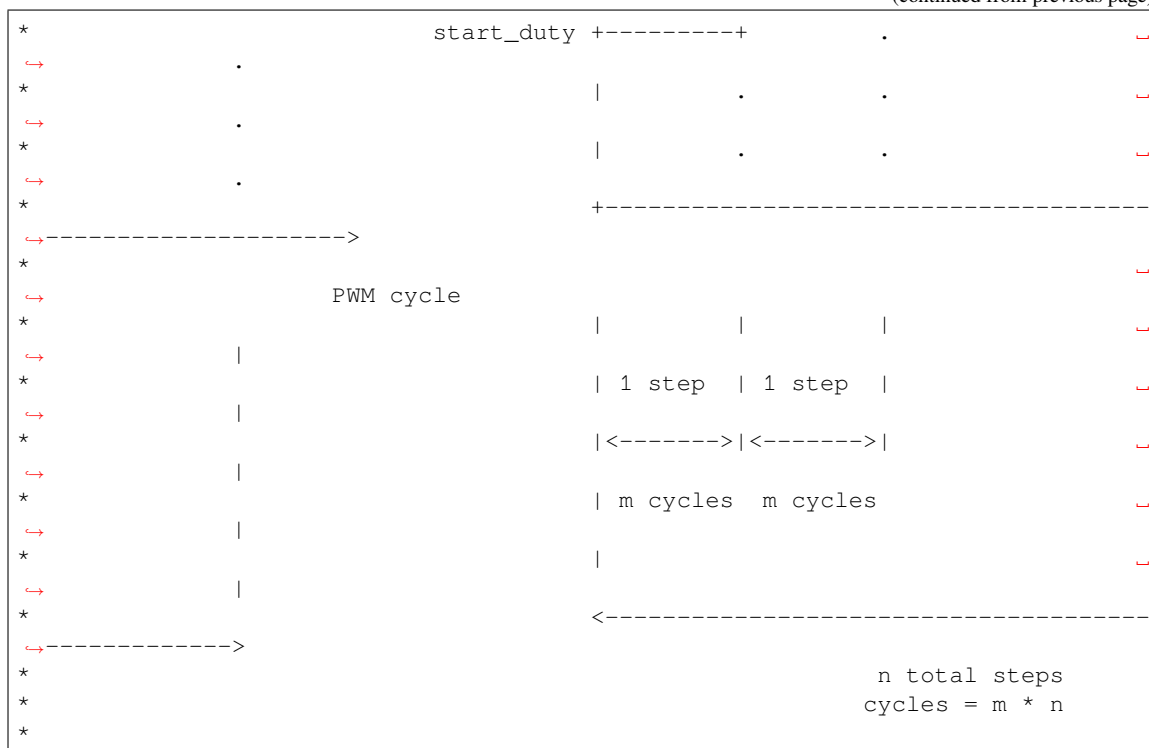 (continued from previous page)
*                            start_duty +---------+         .                 ␣
↪             .
*                                       |         .         .                 ␣
↪             .
*                                       |         .         .                 ␣
↪             .
*                                       +--------------------------------------
↪--------------------->
*                                                                             ␣
↪                    PWM cycle
*                                       |         |         |                 ␣
↪             |
*                                       | 1 step  | 1 step  |                 ␣
↪             |
*                                       |<------->|<------->|                 ␣
↪             |
*                                       | m cycles  m cycles                  ␣
↪             |
*                                       |                                     ␣
↪             |
*                                       <--------------------------------------
↪------------->
*                                                           n total steps
*                                                          cycles = m * n
*